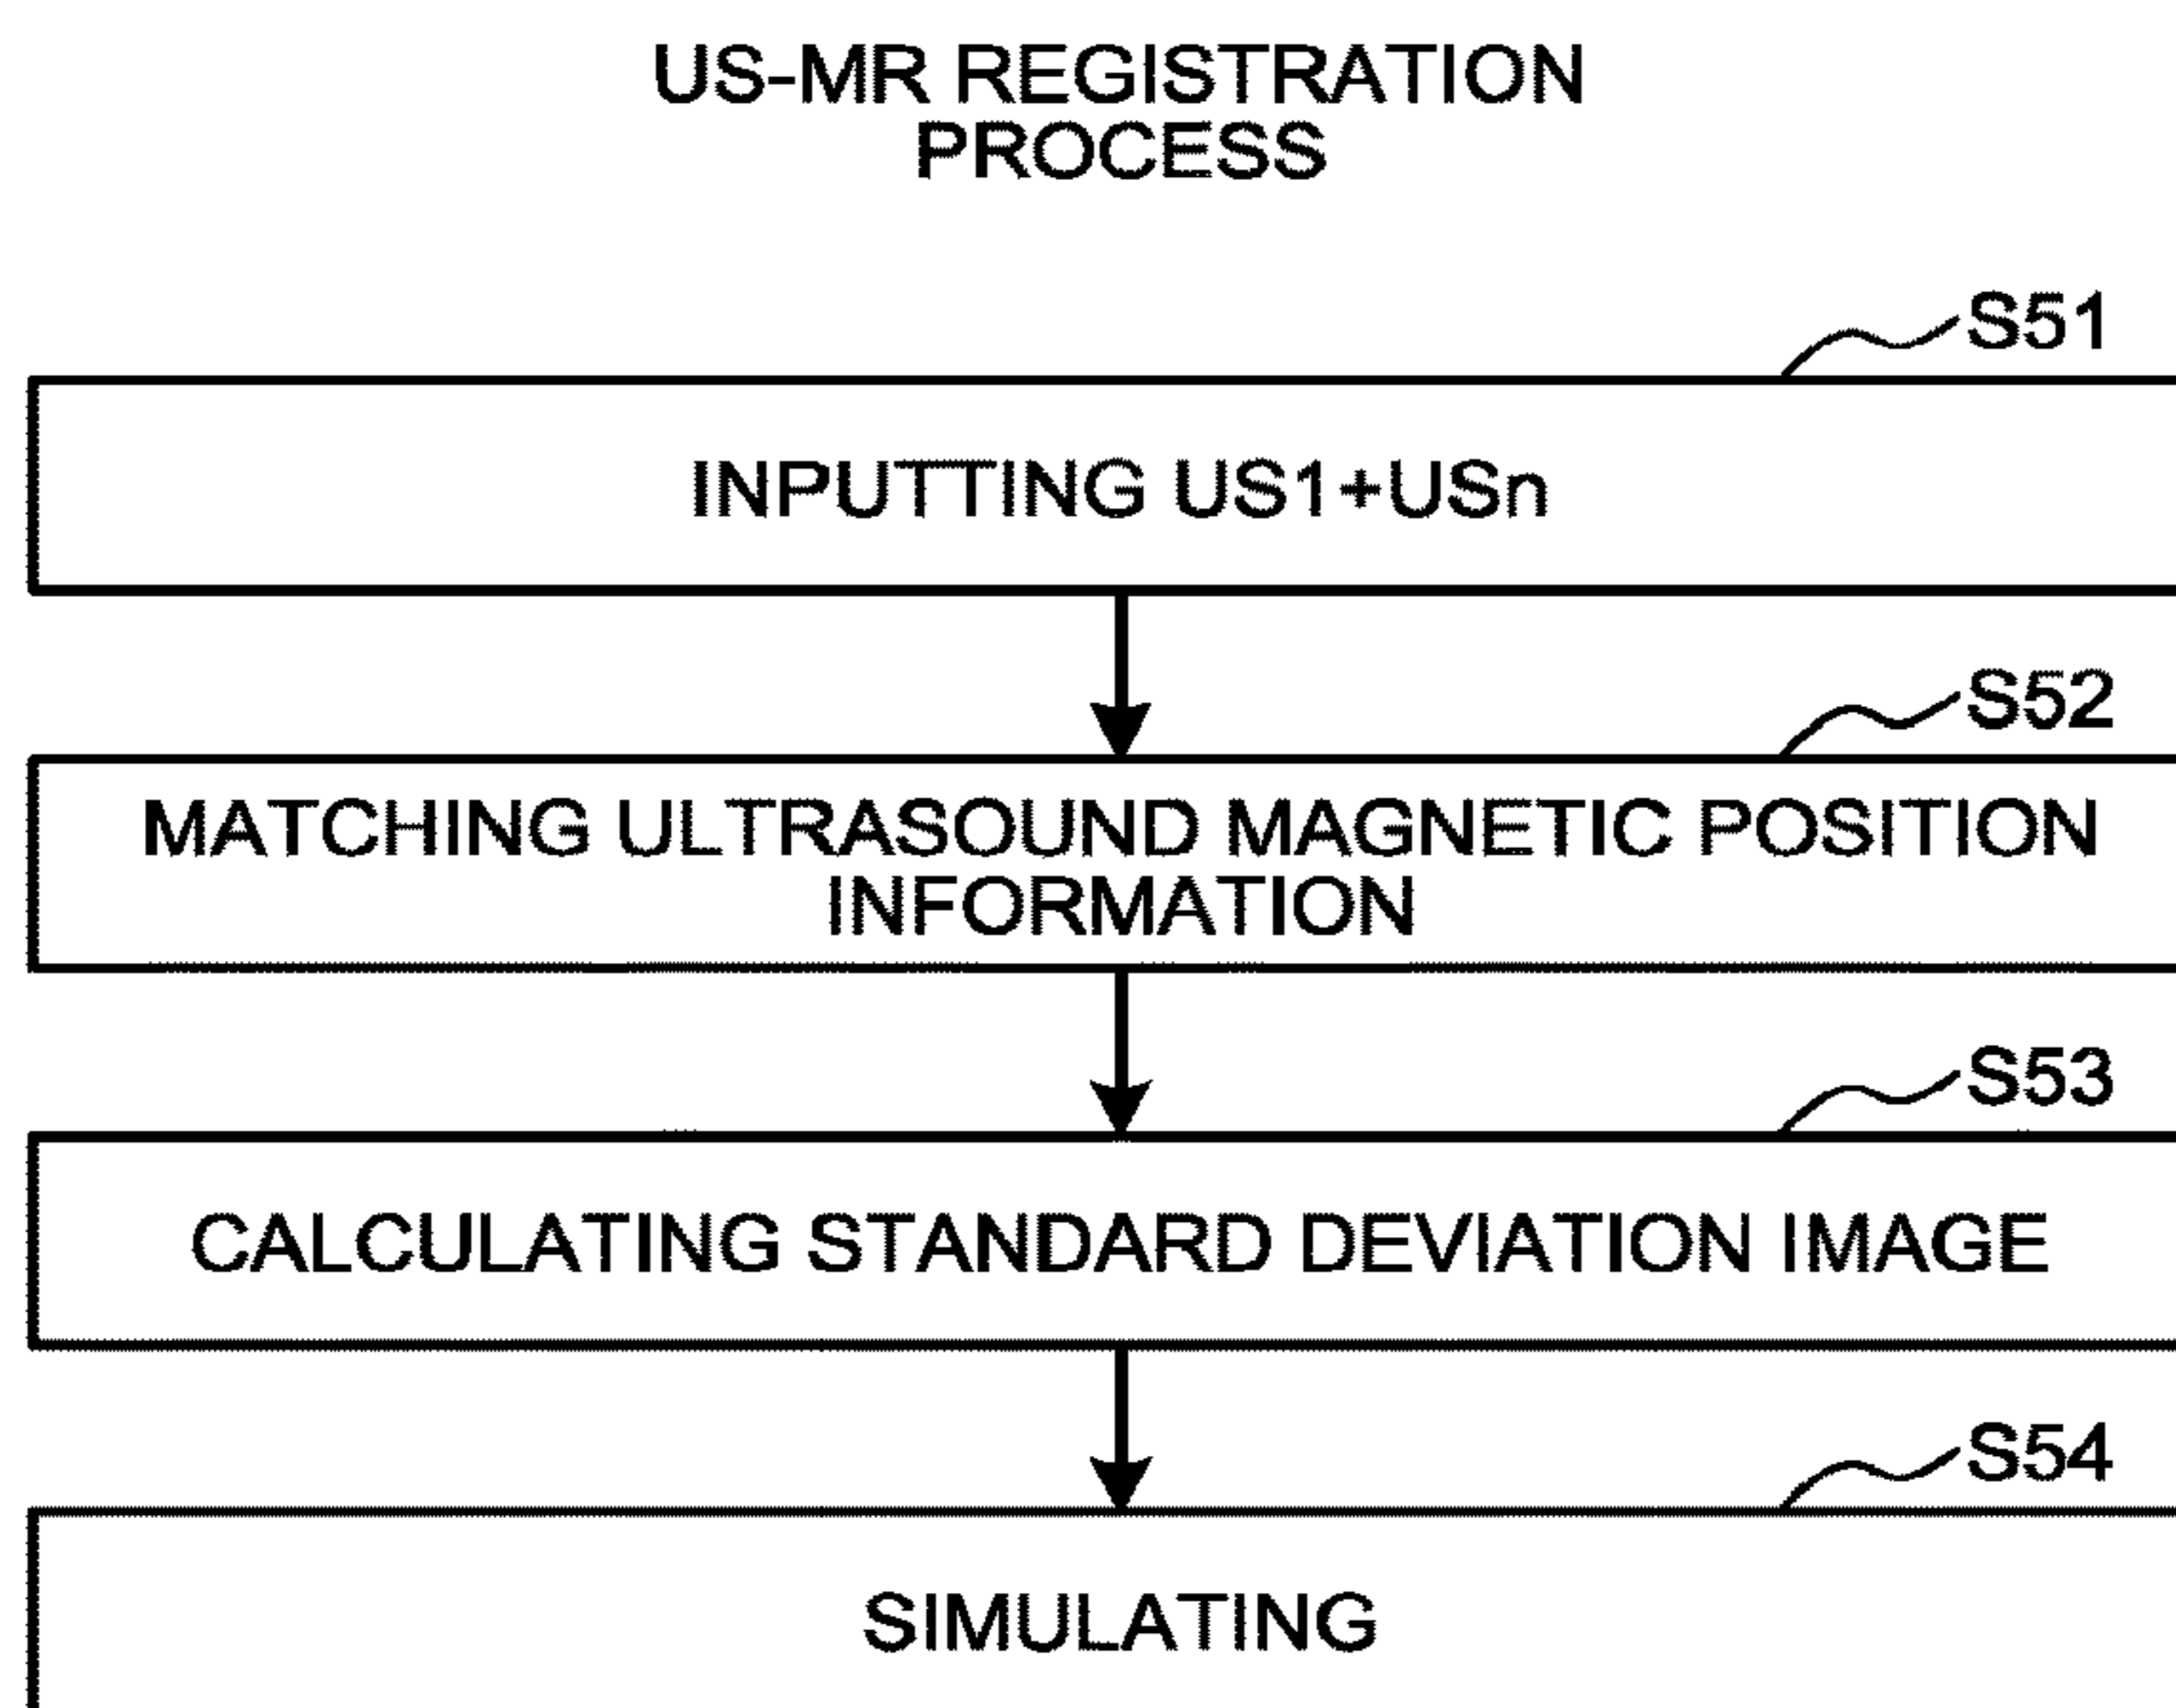 US-MR REGISTRATION
PROCESS
S51
INPUTTING US1+USn
S52
MATCHING ULTRASOUND MAGNETIC POSITION
INFORMATION
S53
CALCULATING STANDARD DEVIATION IMAGE
S54
SIMULATING